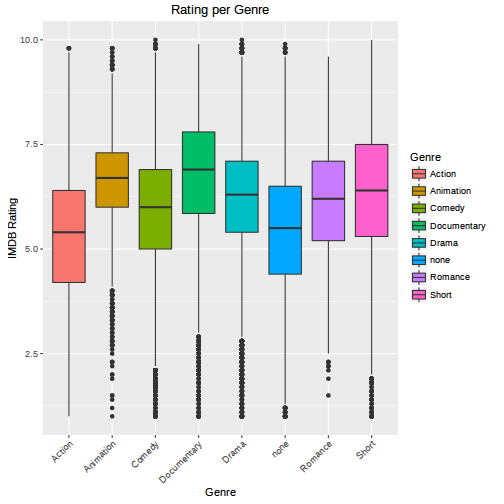 Rating per Genre
IMDB Rating
10.0
7.5
5.0
2.5
Action
Animation
Comedy
Documentary
Drama
none
Romance
Short
Genre
Genre
Action
Animation
Comedy
Documentary
Drama
none
Romance
Short